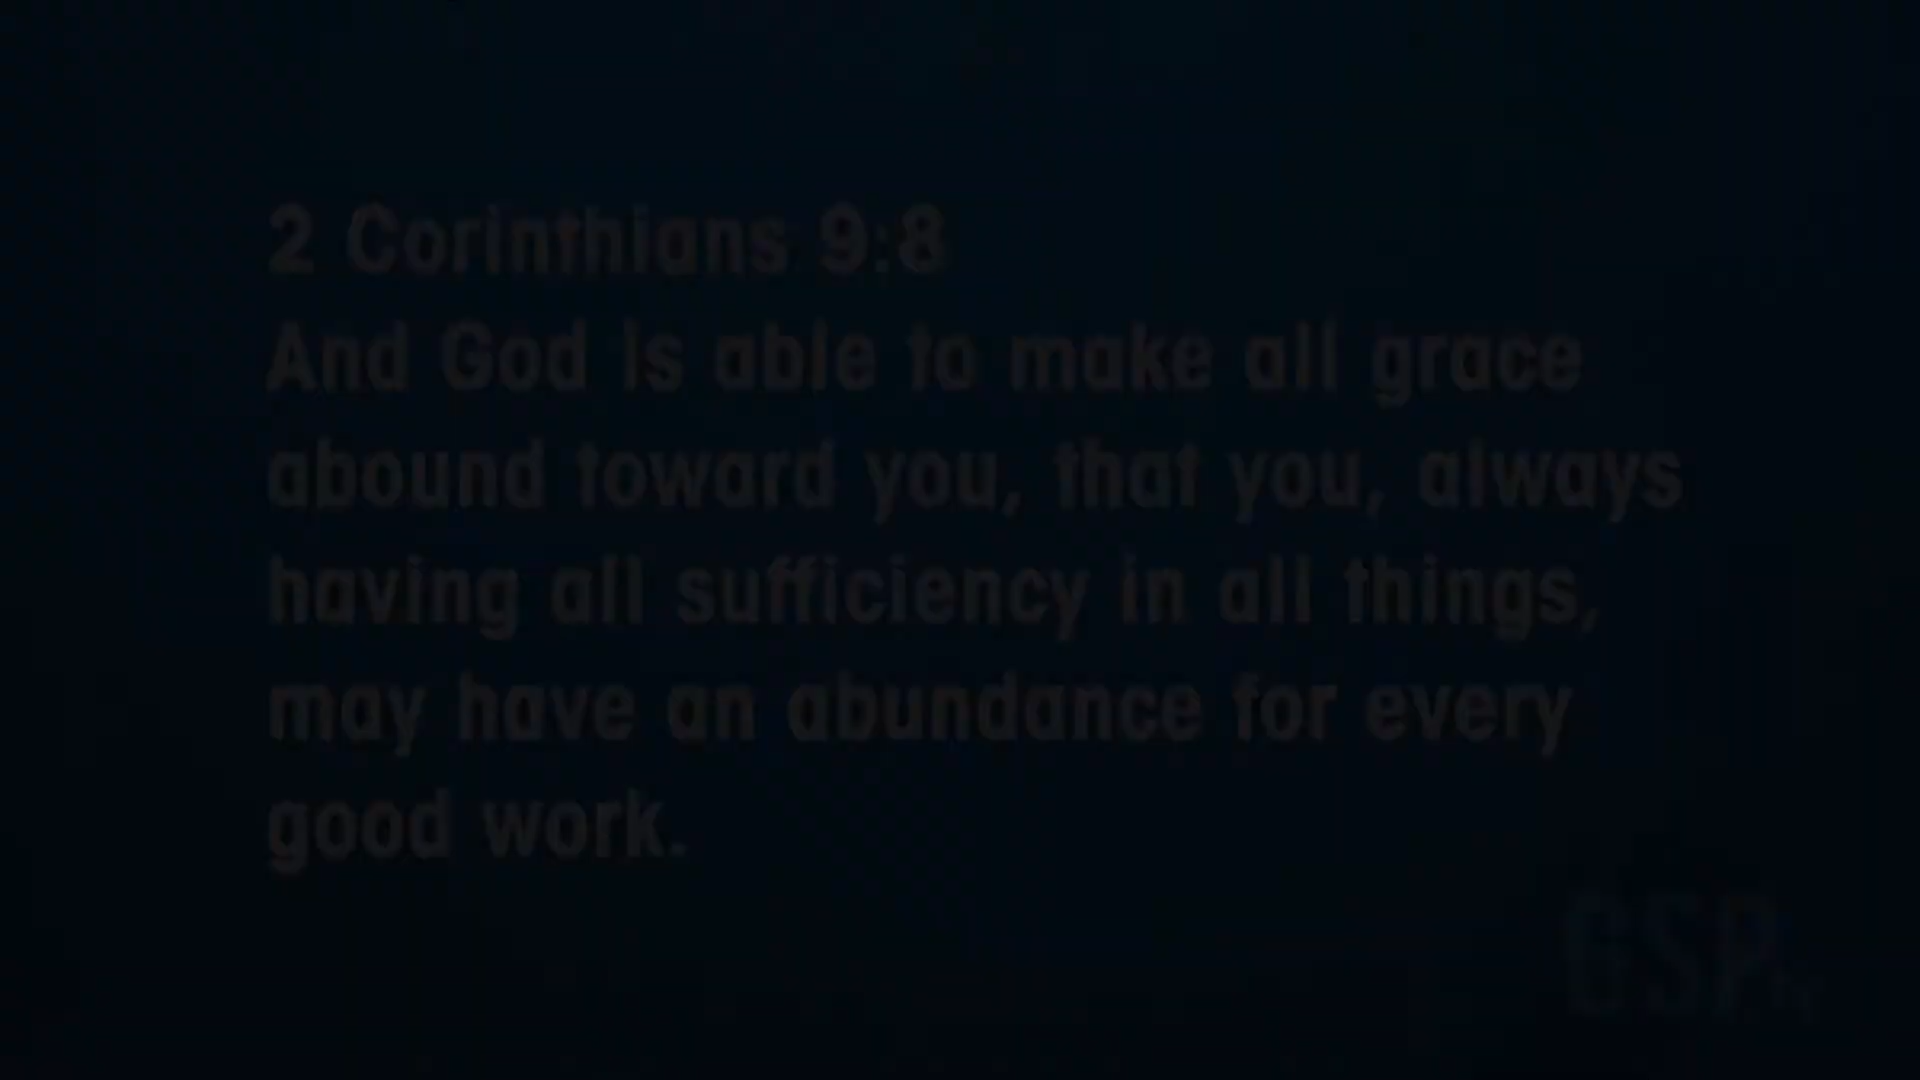 2 Corinthians 9:8
And God is able to make all grace
abound toward you, that you, always
having all sufficiency in all things,
may have an abundance for every
good work.
GSP